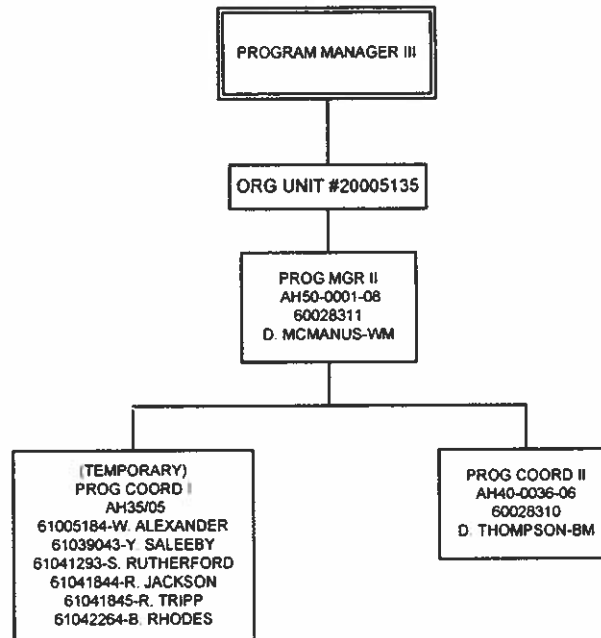 PROGRAM MANAGER III
ORG UNIT #20005135
PROG MGR II
AH50-0001-08
60028311
D. MCMANUS-WM
(TEMPORARY)
PROG COORD I
AH35/05
61005184-W. ALEXANDER
61039043-Y. SALEEBY
61041293-S. RUTHERFORD
61041844-R. JACKSON
61041845-R. TRIPP
61042264-B. RHODES
PROG COORD II
AH40-0036-06
60028310
D. THOMPSON-BM